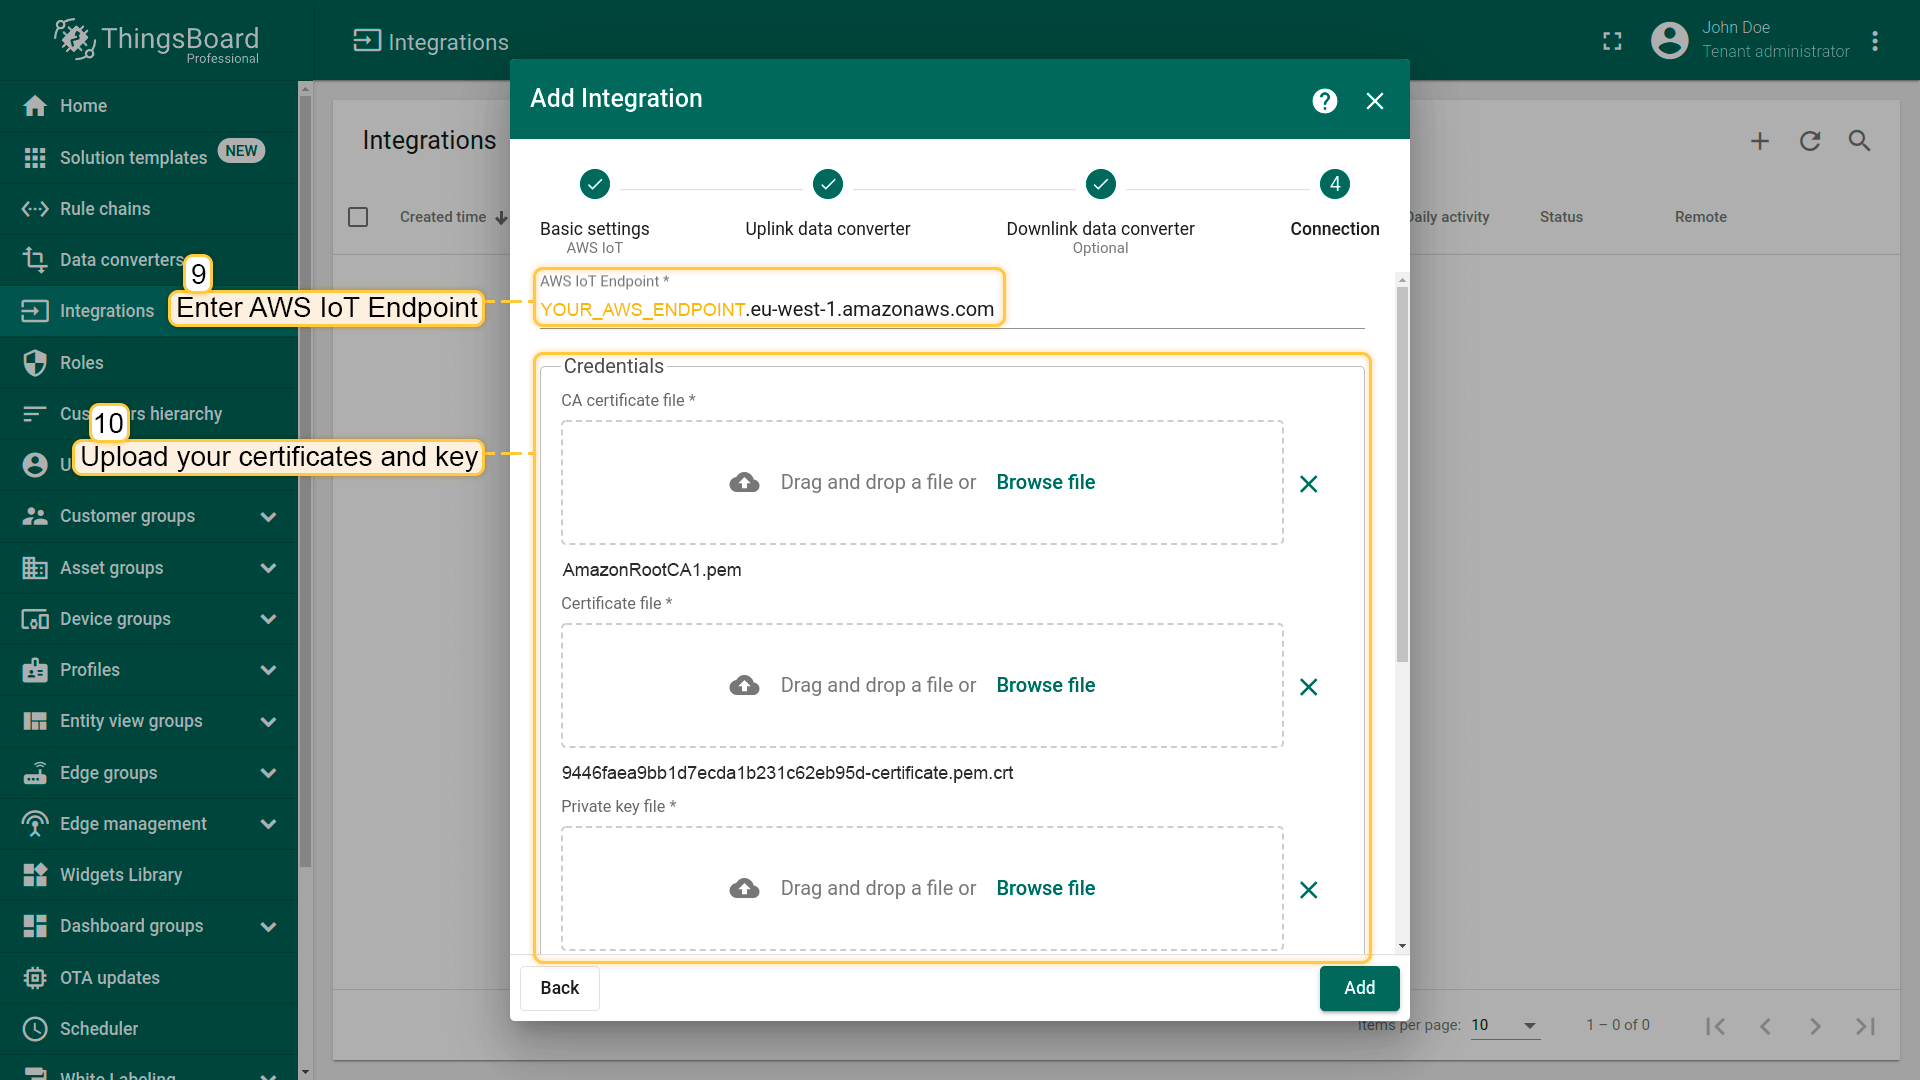 ThingsBoard
Professional
Integrations
John Doe
Tenant administrator
Home
Solution templates
NEW
Rule chains
Data converters
Integrations
Roles
Customers hierarchy
U
Customer groups
Asset groups
Device groups
Profiles
Entity view groups
Edge groups
Edge management
Widgets Library
Dashboard groups
OTA updates
Scheduler
White Labeling
9
Enter AWS IoT Endpoint
10
Upload your certificates and key
Integrations
Created time
Daily activity
Status
Remote
Add Integration
?
4
Basic settings
AWS IoT
Uplink data converter
Downlink data converter
Optional
Connection
AWS IoT Endpoint *
YOUR_AWS_ENDPOINT.eu-west-1.amazonaws.com
Credentials
CA certificate file *
Drag and drop a file or Browse file
AmazonRootCA1.pem
Certificate file *
Drag and drop a file or Browse file
9446faea9bb1d7ecda1b231c62eb95d-certificate.pem.crt
Private key file *
Drag and drop a file or Browse file
Back
Add
Items per page: 10
1 – 0 of 0